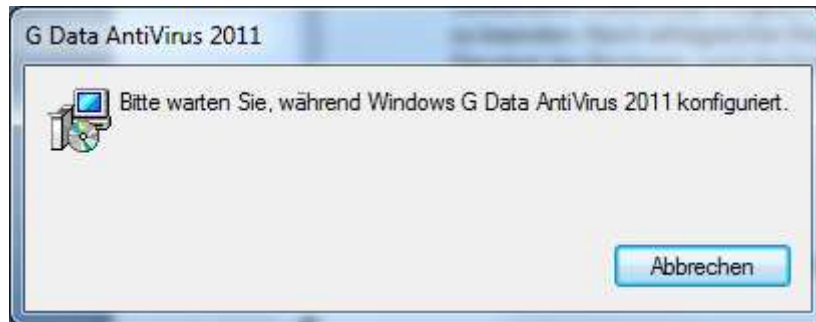 G Data AntiVirus 2011
Bitte warten Sie, während Windows G Data AntiVirus 2011 konfiguriert.
Abbrechen